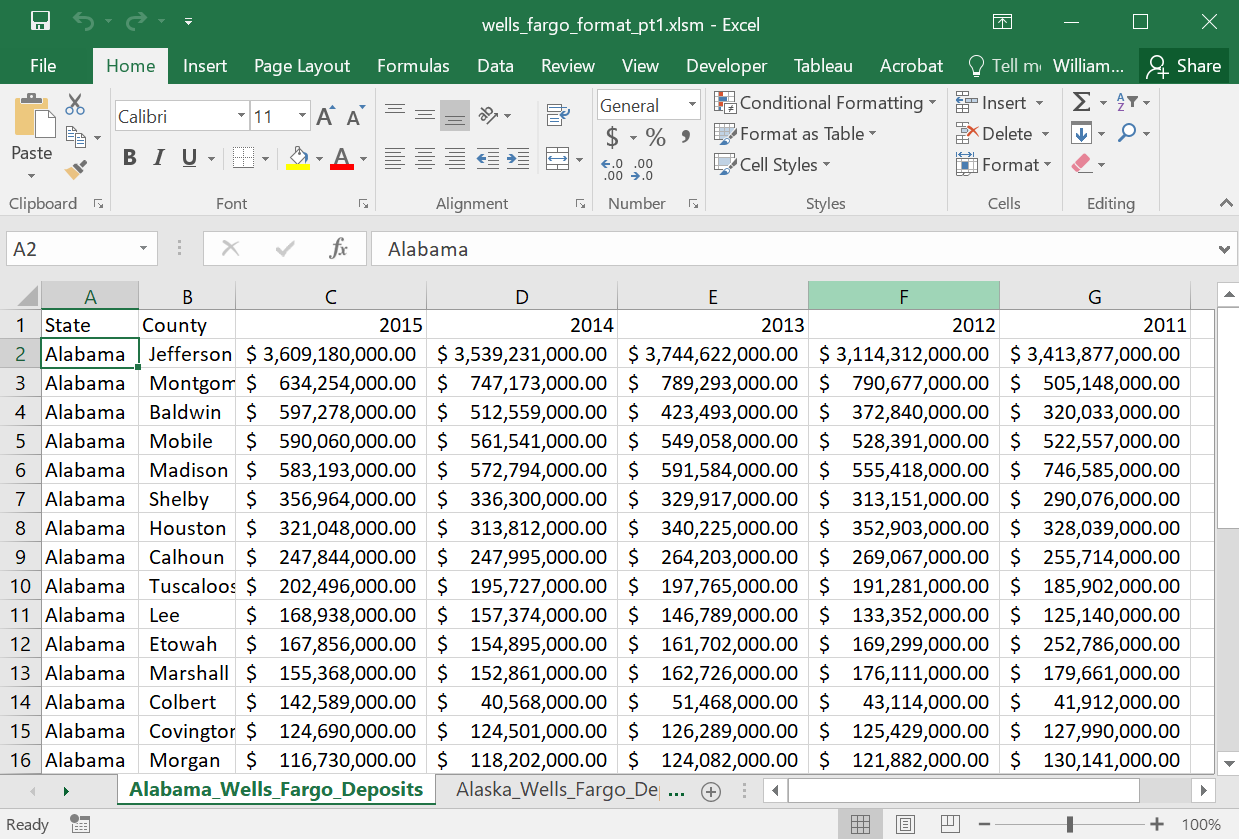 wells_fargo_format_pt1.xlsm - Excel
File Home Insert Page Layout Formulas Data Review View Developer Tableau Acrobat Tell me William... Share
Calibri 11 A A General $ % , Conditional Formatting Insert Σ
Paste B I U A Format as Table Delete
Cell Styles Format
Clipboard Font Alignment Number Styles Cells Editing
A2 fx Alabama
A B C D E F G
1 State County 2015 2014 2013 2012 2011
2 Alabama Jefferson $ 3,609,180,000.00 $ 3,539,231,000.00 $ 3,744,622,000.00 $ 3,114,312,000.00 $ 3,413,877,000.00
3 Alabama Montgom $ 634,254,000.00 $ 747,173,000.00 $ 789,293,000.00 $ 790,677,000.00 $ 505,148,000.00
4 Alabama Baldwin $ 597,278,000.00 $ 512,559,000.00 $ 423,493,000.00 $ 372,840,000.00 $ 320,033,000.00
5 Alabama Mobile $ 590,060,000.00 $ 561,541,000.00 $ 549,058,000.00 $ 528,391,000.00 $ 522,557,000.00
6 Alabama Madison $ 583,193,000.00 $ 572,794,000.00 $ 591,584,000.00 $ 555,418,000.00 $ 746,585,000.00
7 Alabama Shelby $ 356,964,000.00 $ 336,300,000.00 $ 329,917,000.00 $ 313,151,000.00 $ 290,076,000.00
8 Alabama Houston $ 321,048,000.00 $ 313,812,000.00 $ 340,225,000.00 $ 352,903,000.00 $ 328,039,000.00
9 Alabama Calhoun $ 247,844,000.00 $ 247,995,000.00 $ 264,203,000.00 $ 269,067,000.00 $ 255,714,000.00
10 Alabama Tuscaloos $ 202,496,000.00 $ 195,727,000.00 $ 197,765,000.00 $ 191,281,000.00 $ 185,902,000.00
11 Alabama Lee $ 168,938,000.00 $ 157,374,000.00 $ 146,789,000.00 $ 133,352,000.00 $ 125,140,000.00
12 Alabama Etowah $ 167,856,000.00 $ 154,895,000.00 $ 161,702,000.00 $ 169,299,000.00 $ 252,786,000.00
13 Alabama Marshall $ 155,368,000.00 $ 152,861,000.00 $ 162,726,000.00 $ 176,111,000.00 $ 179,661,000.00
14 Alabama Colbert $ 142,589,000.00 $ 40,568,000.00 $ 51,468,000.00 $ 43,114,000.00 $ 41,912,000.00
15 Alabama Covington $ 124,690,000.00 $ 124,501,000.00 $ 126,289,000.00 $ 125,429,000.00 $ 127,990,000.00
16 Alabama Morgan $ 116,730,000.00 $ 118,202,000.00 $ 124,082,000.00 $ 121,882,000.00 $ 130,141,000.00
Alabama_Wells_Fargo_Deposits Alaska_Wells_Fargo_De ...
Ready 100%